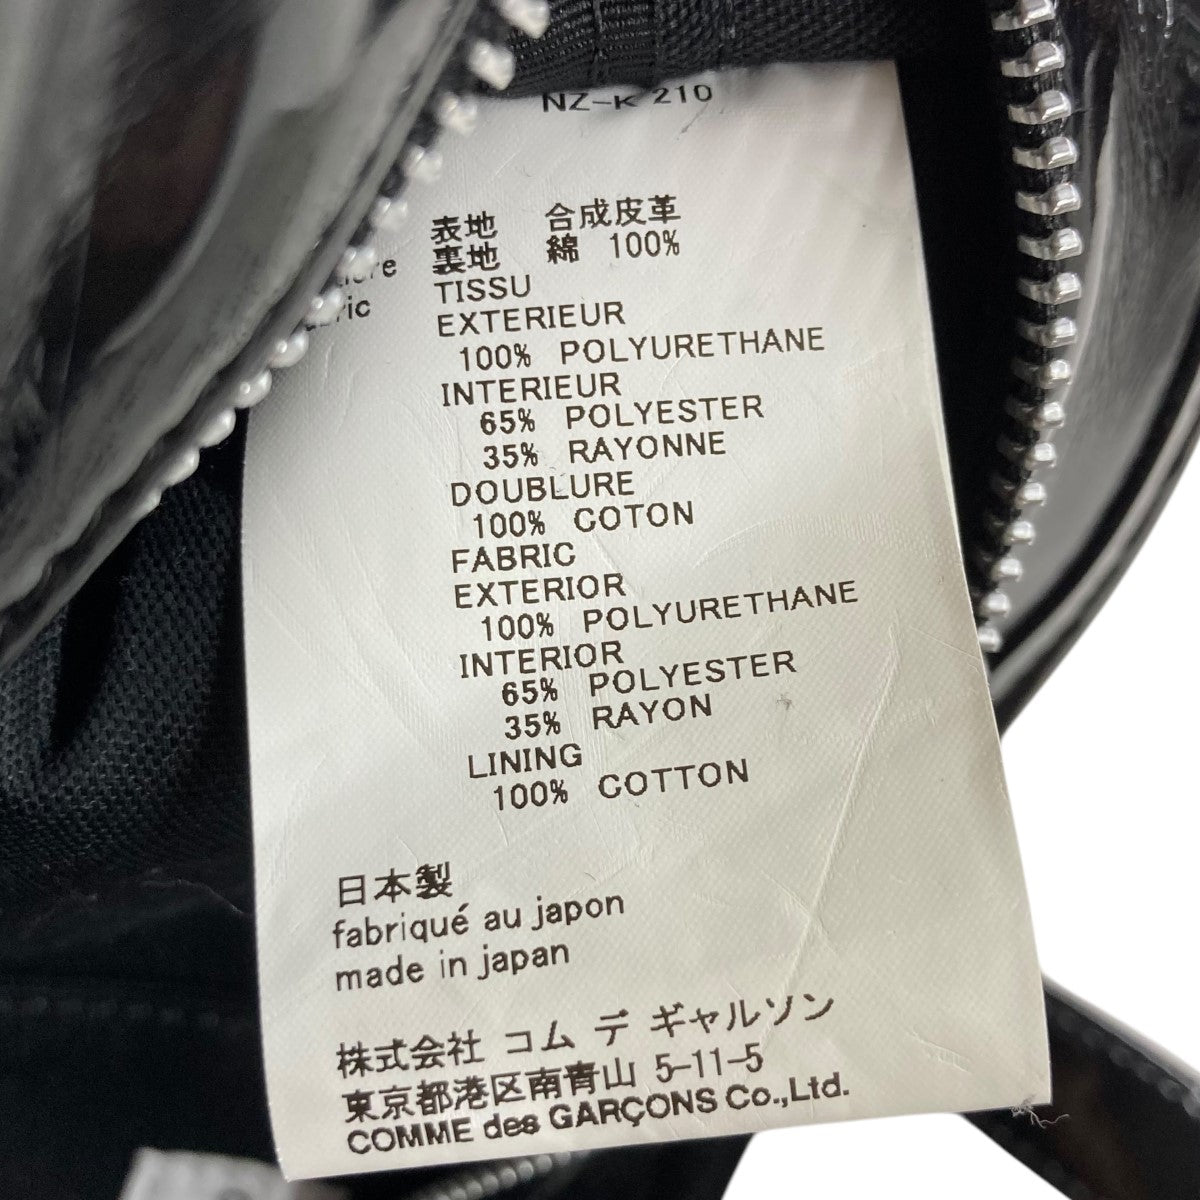 NZ-K 210
表地 合成皮革
裏地 綿 100%
TISSU
EXTERIEUR
100% POLYURETHANE
INTERIEUR
65% POLYESTER
35% RAYONNE
DOUBLURE
100% COTON
FABRIC
EXTERIOR
100% POLYURETHANE
INTERIOR
65% POLYESTER
35% RAYON
LINING
100% COTTON
日本製
fabriqué au japon
made in japan
株式会社 コム デ ギャルソン
東京都港区南青山 5-11-5
COMME des GARÇONS Co.,Ltd.